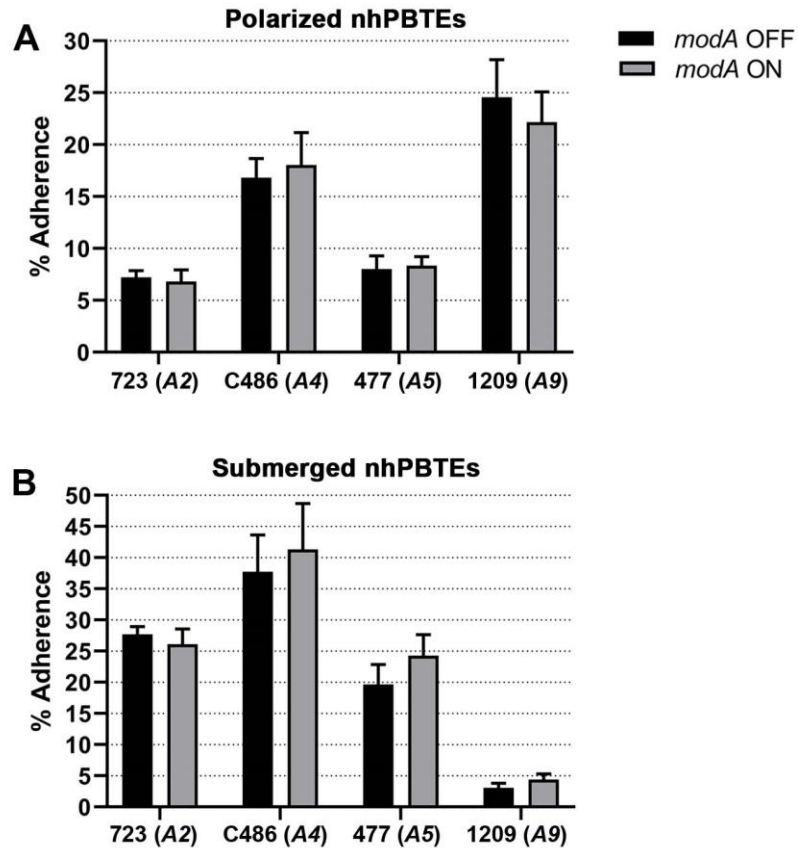 A
Polarized nhPBTEs
modA OFF
modA ON
% Adherence
30
25
20
15
10
5
0
723 (A2) C486 (A4) 477 (A5) 1209 (A9)
B
Submerged nhPBTEs
% Adherence
50
45
40
35
30
25
20
15
10
5
0
723 (A2) C486 (A4) 477 (A5) 1209 (A9)